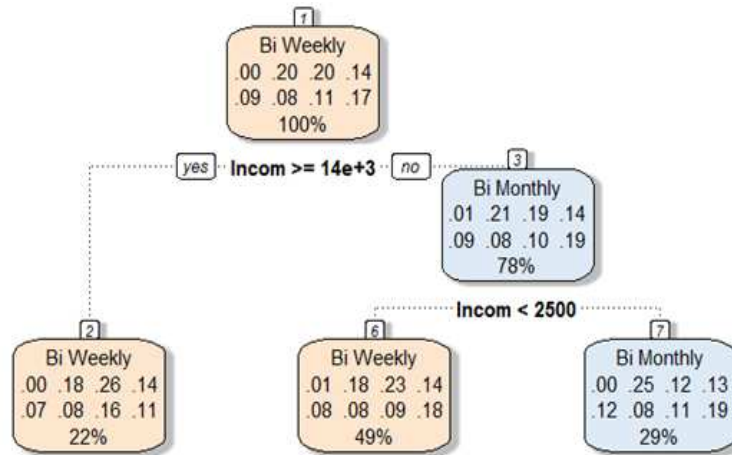 1
Bi Weekly
.00 .20 .20 .14
.09 .08 .11 .17
100%
yes Incom >= 14e+3 no
3
Bi Monthly
.01 .21 .19 .14
.09 .08 .10 .19
78%
Incom < 2500
2
Bi Weekly
.00 .18 .26 .14
.07 .08 .16 .11
22%
6
Bi Weekly
.01 .18 .23 .14
.08 .08 .09 .18
49%
7
Bi Monthly
.00 .25 .12 .13
.12 .08 .11 .19
29%